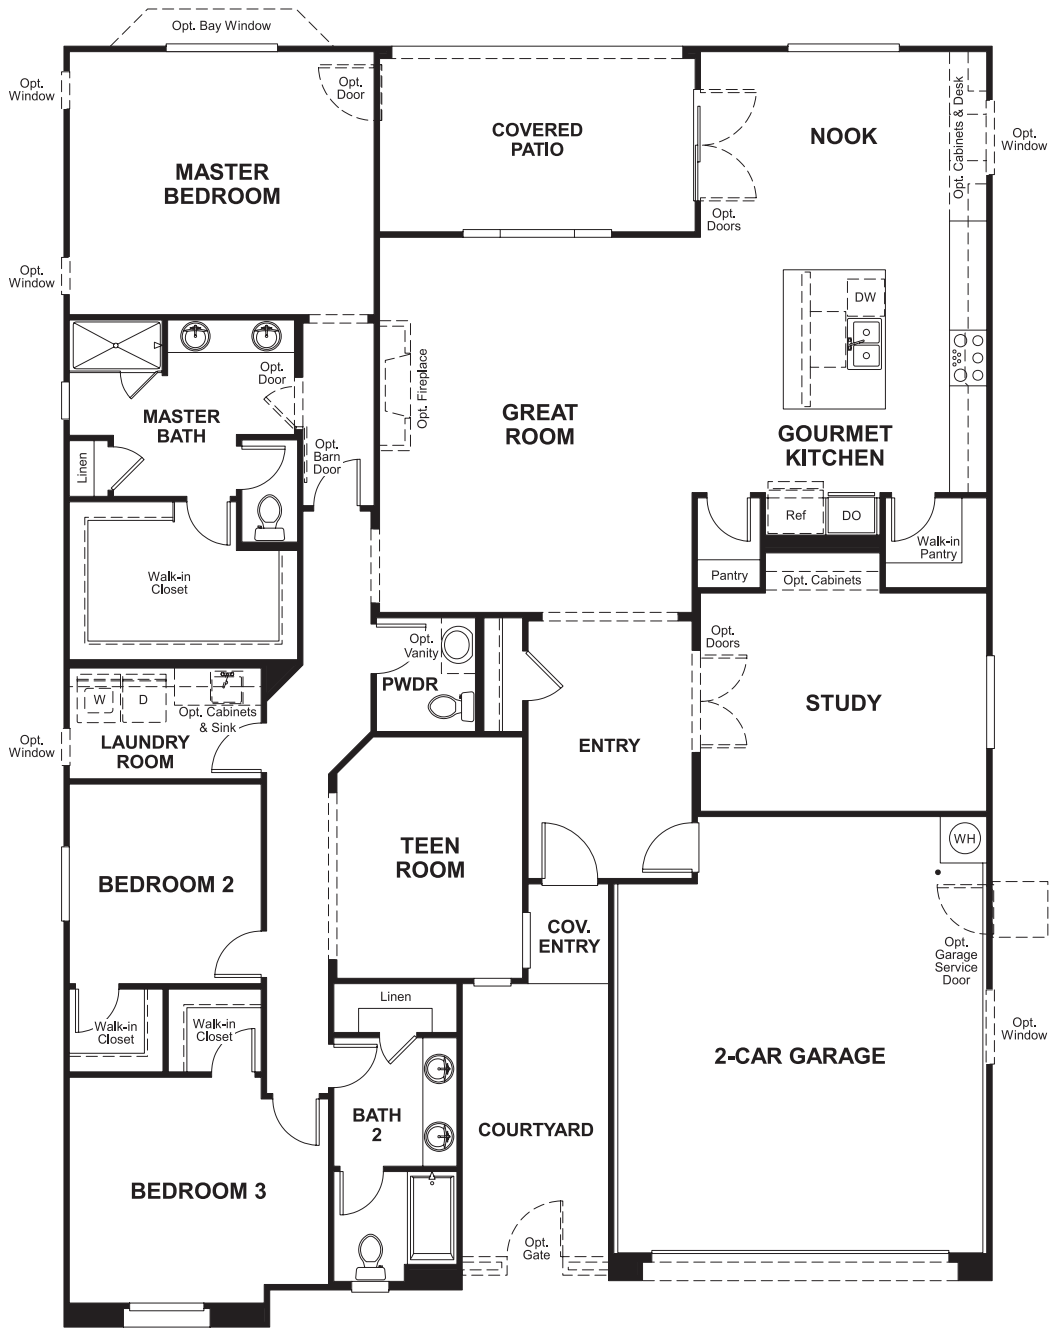 Opt. Bay Window
Opt.
Window
Opt.
Door
COVERED
PATIO
NOOK
Opt. Cabinets & Desk
Opt.
Window
MASTER
BEDROOM
Opt.
Doors
Opt.
Window
DW
Opt.
Door
Opt. Fireplace
MASTER
BATH
GREAT
ROOM
GOURMET
KITCHEN
Linen
Opt.
Barn
Door
Ref
DO
Walk-in
Pantry
Walk-in
Closet
Pantry
Opt. Cabinets
Opt.
Vanity
Opt.
Doors
PWDR
W
D
Opt. Cabinets
& Sink
STUDY
Opt.
Window
LAUNDRY
ROOM
ENTRY
TEEN
ROOM
WH
BEDROOM 2
COV.
ENTRY
Opt.
Garage
Service
Door
Linen
Walk-in
Closet
Walk-in
Closet
Opt.
Window
2-CAR GARAGE
BATH
2
COURTYARD
BEDROOM 3
Opt.
Gate